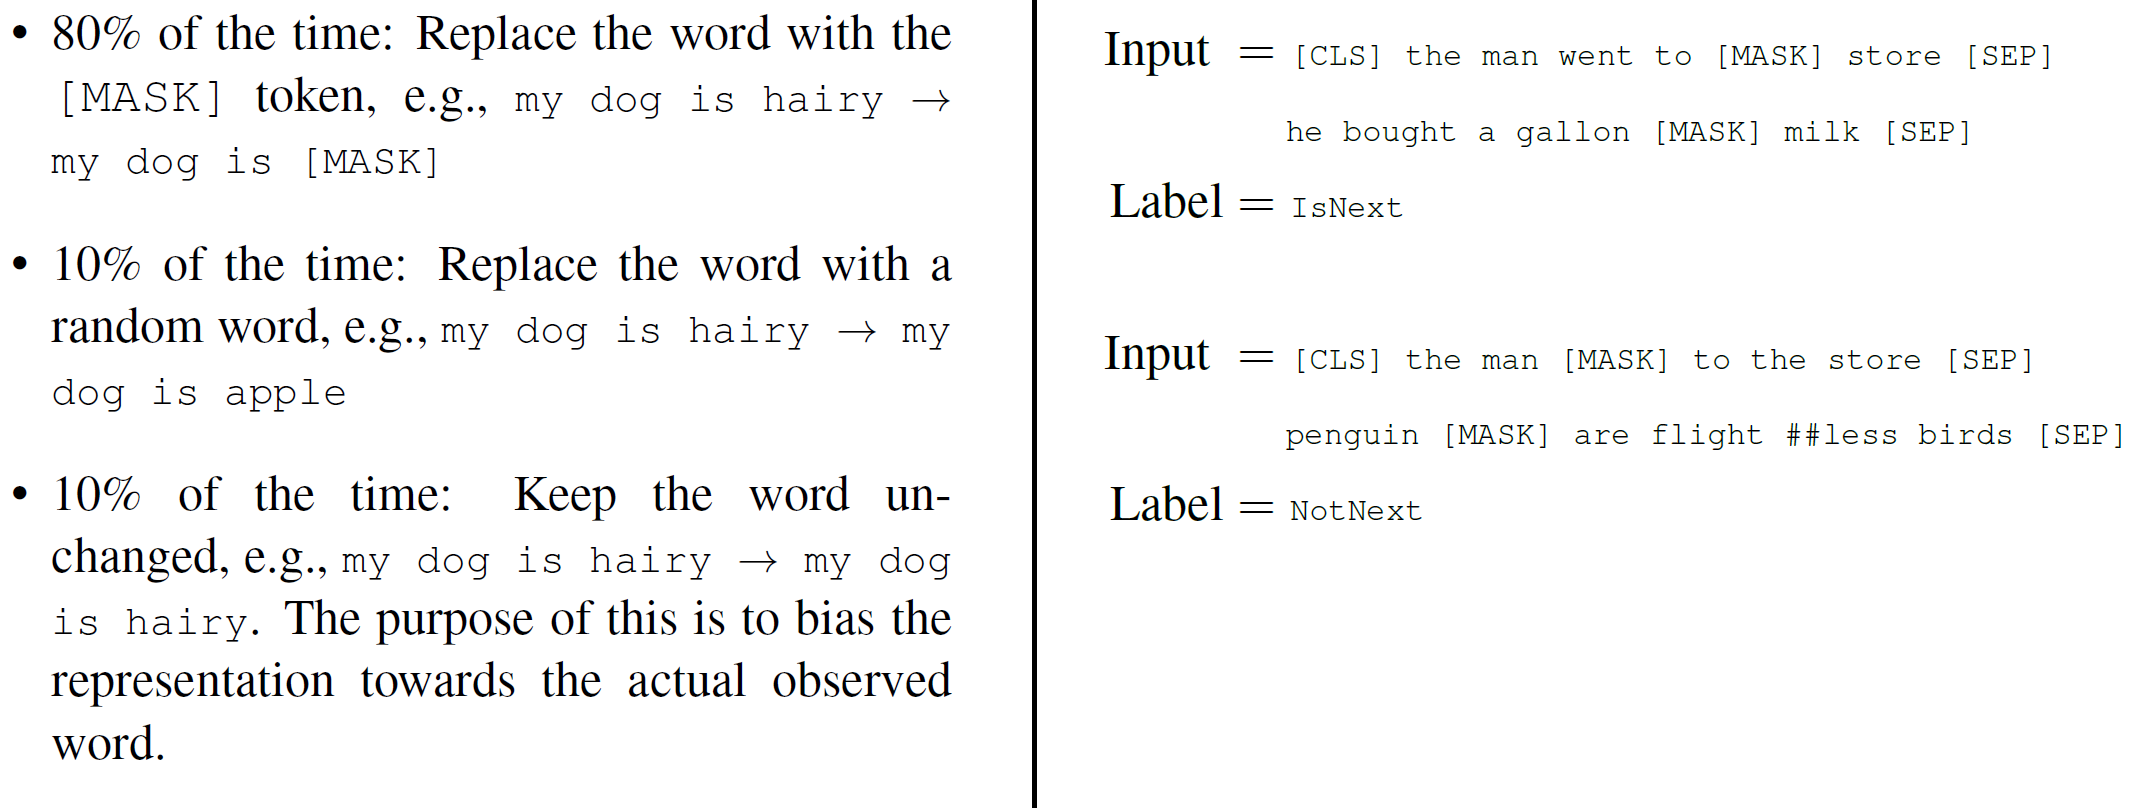 • 80% of the time: Replace the word with the
[MASK] token, e.g., my dog is hairy →
my dog is [MASK]
• 10% of the time: Replace the word with a
random word, e.g., my dog is hairy → my
dog is apple
• 10% of the time: Keep the word un-
changed, e.g., my dog is hairy → my dog
is hairy. The purpose of this is to bias the
representation towards the actual observed
word.
Input = [CLS] the man went to [MASK] store [SEP]
he bought a gallon [MASK] milk [SEP]
Label = IsNext
Input = [CLS] the man [MASK] to the store [SEP]
penguin [MASK] are flight ##less birds [SEP]
Label = NotNext